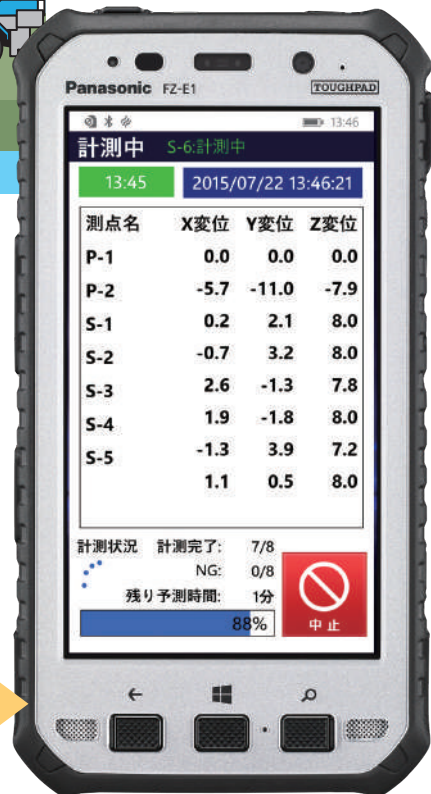 Panasonic FZ-E1 TOUGHPAD
13:46
計測中 S-6:計測中
13:45 2015/07/22 13:46:21
測点名 X変位 Y変位 Z変位
P-1 0.0 0.0 0.0
P-2 -5.7 -11.0 -7.9
S-1 0.2 2.1 8.0
S-2 -0.7 3.2 8.0
S-3 2.6 -1.3 7.8
S-4 1.9 -1.8 8.0
S-5 -1.3 3.9 7.2
1.1 0.5 8.0
計測状況 計測完了: 7/8
NG: 0/8
残り予測時間: 1分
88%
中止